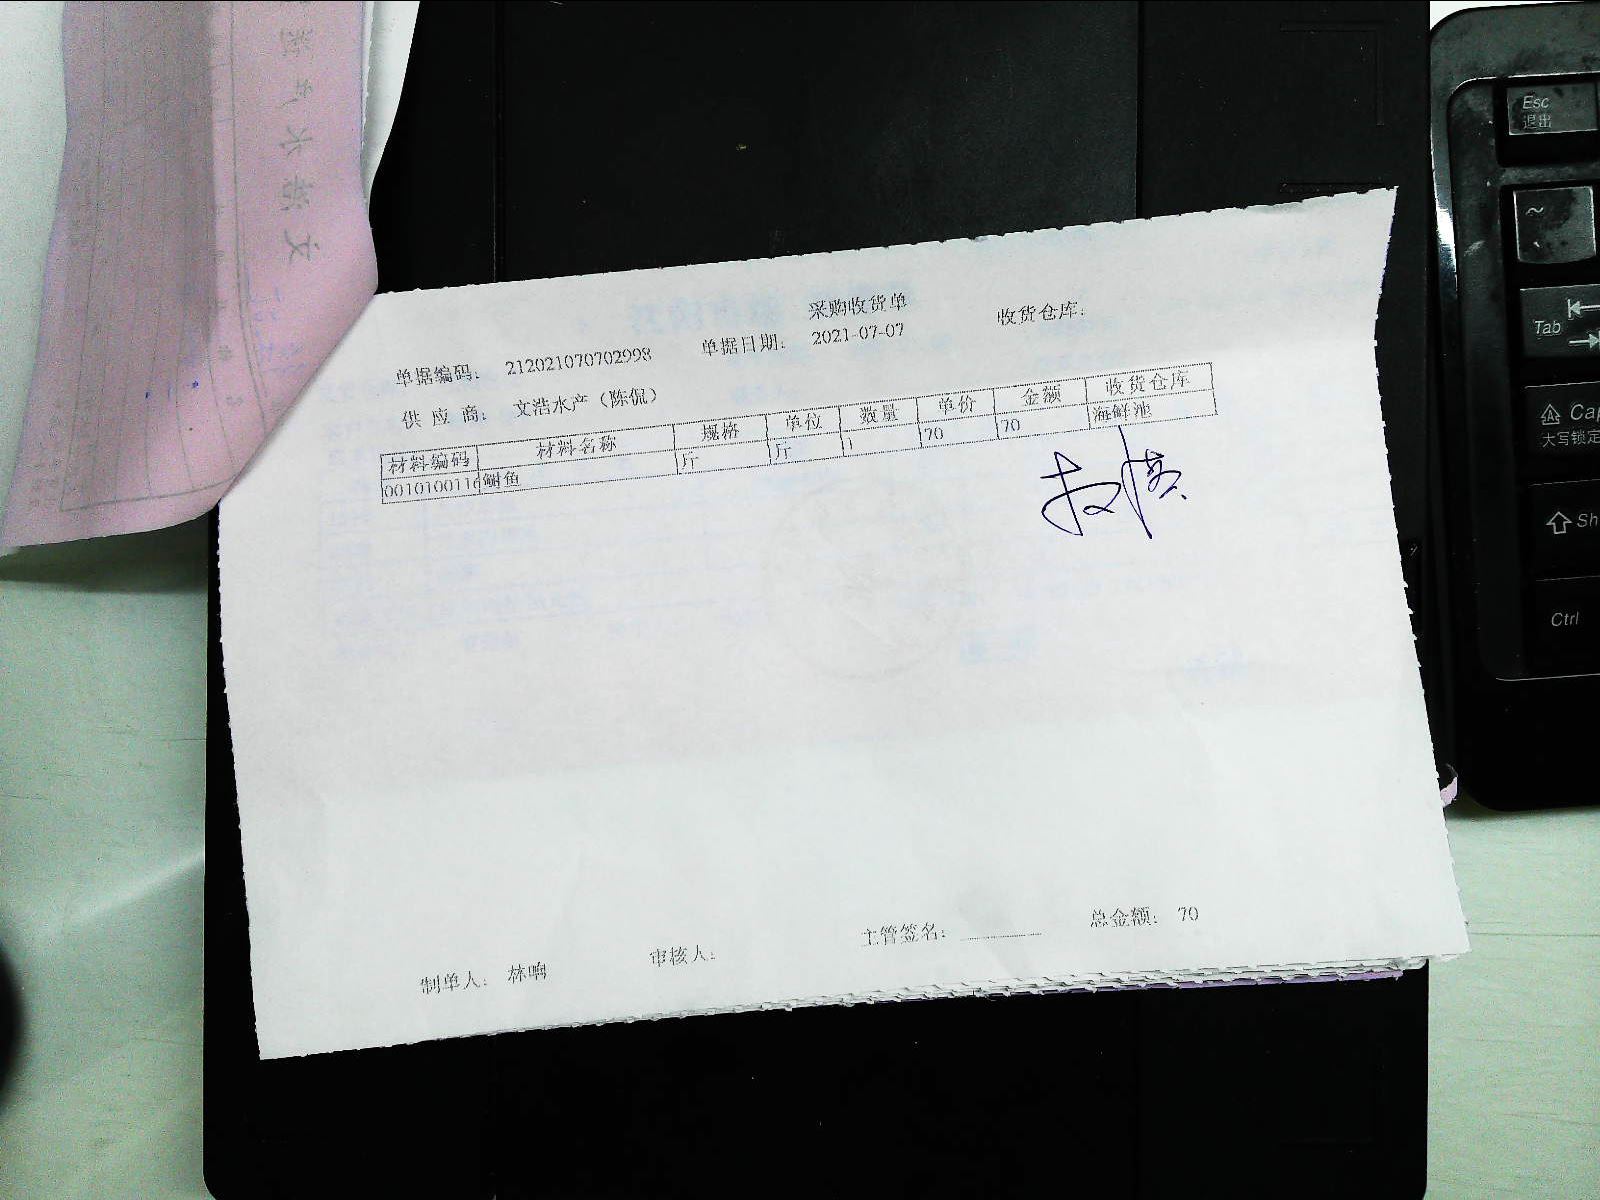 采购收货单
单据编码： 212021070702998 单据日期： 2021-07-07 收货仓库：
供 应 商： 文浩水产（陈侃）
材料编码 材料名称 规格 单位 数量 单价 金额 收货仓库
0010100116 鲥鱼 斤 斤 1 70 70 海鲜池
制单人： 林响 审核人： 主管签名： 总金额： 70
Esc
退出
~
Tab
Cap
大写锁定
Sh
Ctrl